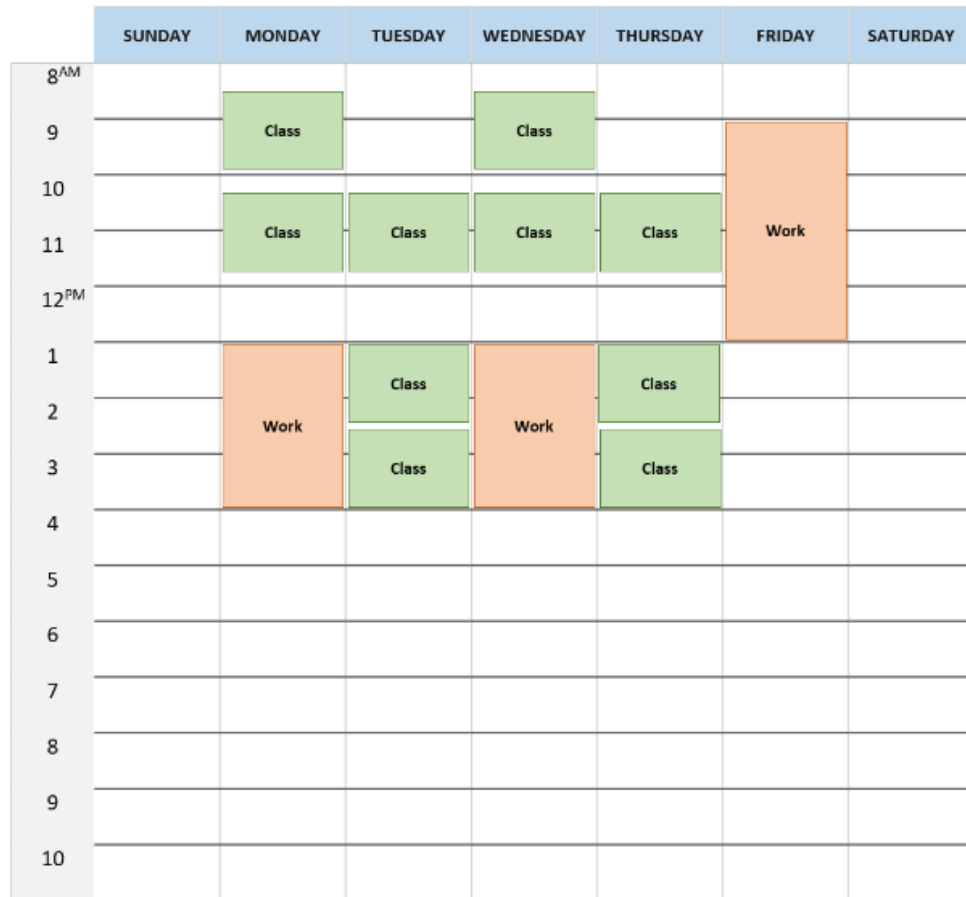 SUNDAY MONDAY TUESDAY WEDNESDAY THURSDAY FRIDAY SATURDAY
8AM
9 Class Class
10
11 Class Class Class Class Work
12PM
1
Class Class
2
Work Work
3 Class Class
4
5
6
7
8
9
10